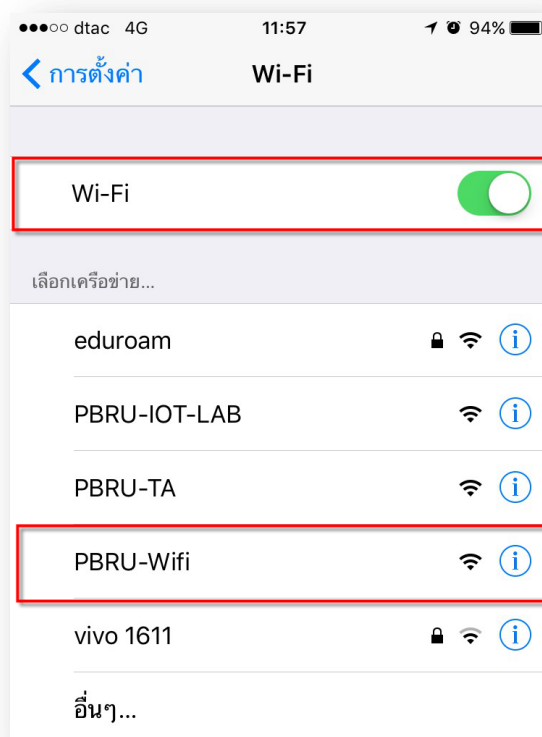 dtac 4G 11:57 94%
การตั้งค่า Wi-Fi
Wi-Fi
เลือกเครือข่าย...
eduroam
PBRU-IOT-LAB
PBRU-TA
PBRU-Wifi
vivo 1611
อื่นๆ...